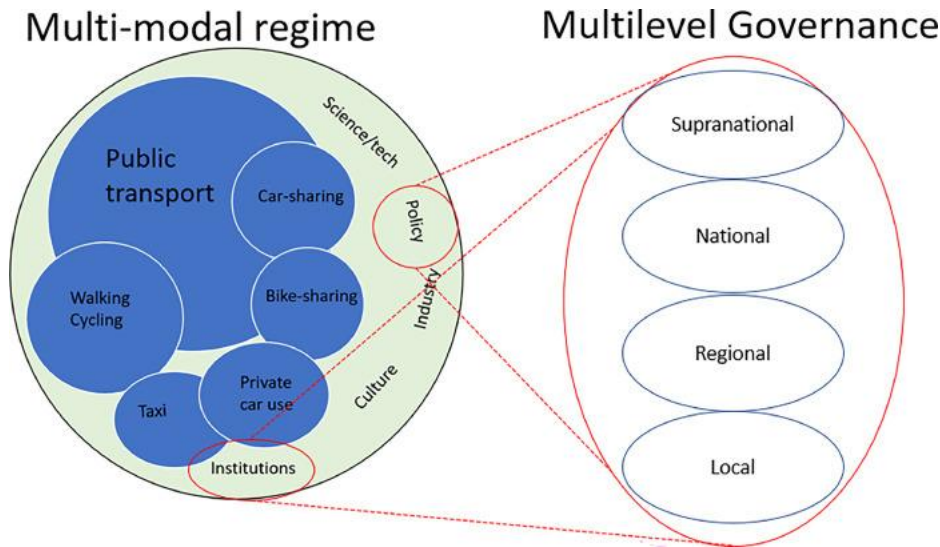 Multi-modal regime
Multilevel Governance
Science/tech
Public
transport
Car-sharing
Policy
Walking
Cycling
Bike-sharing
Industry
Culture
Private
car use
Taxi
Institutions
Supranational
National
Regional
Local